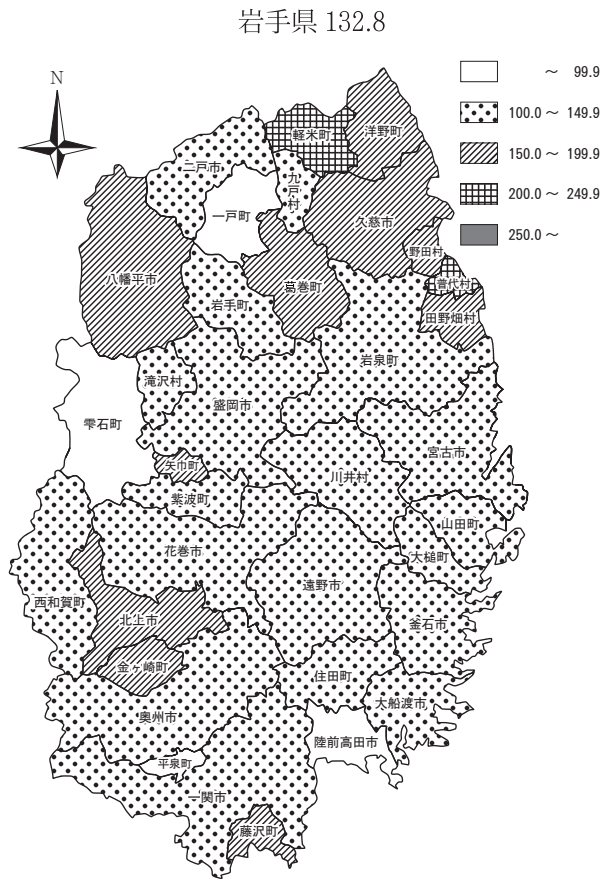 岩手県 132.8
N
～ 99.9
100.0 ～ 149.9
150.0 ～ 199.9
200.0 ～ 249.9
250.0 ～
軽米町
洋野町
二戸市
九戸村
一戸町
久慈市
野田村
八幡平市
葛巻町
普代村
岩手町
田野畑村
岩泉町
滝沢村
盛岡市
雫石町
宮古市
矢巾町
川井村
紫波町
山田町
花巻市
大槌町
遠野市
西和賀町
北上市
釜石市
金ヶ崎町
住田町
奥州市
大船渡市
陸前高田市
平泉町
一関市
藤沢町